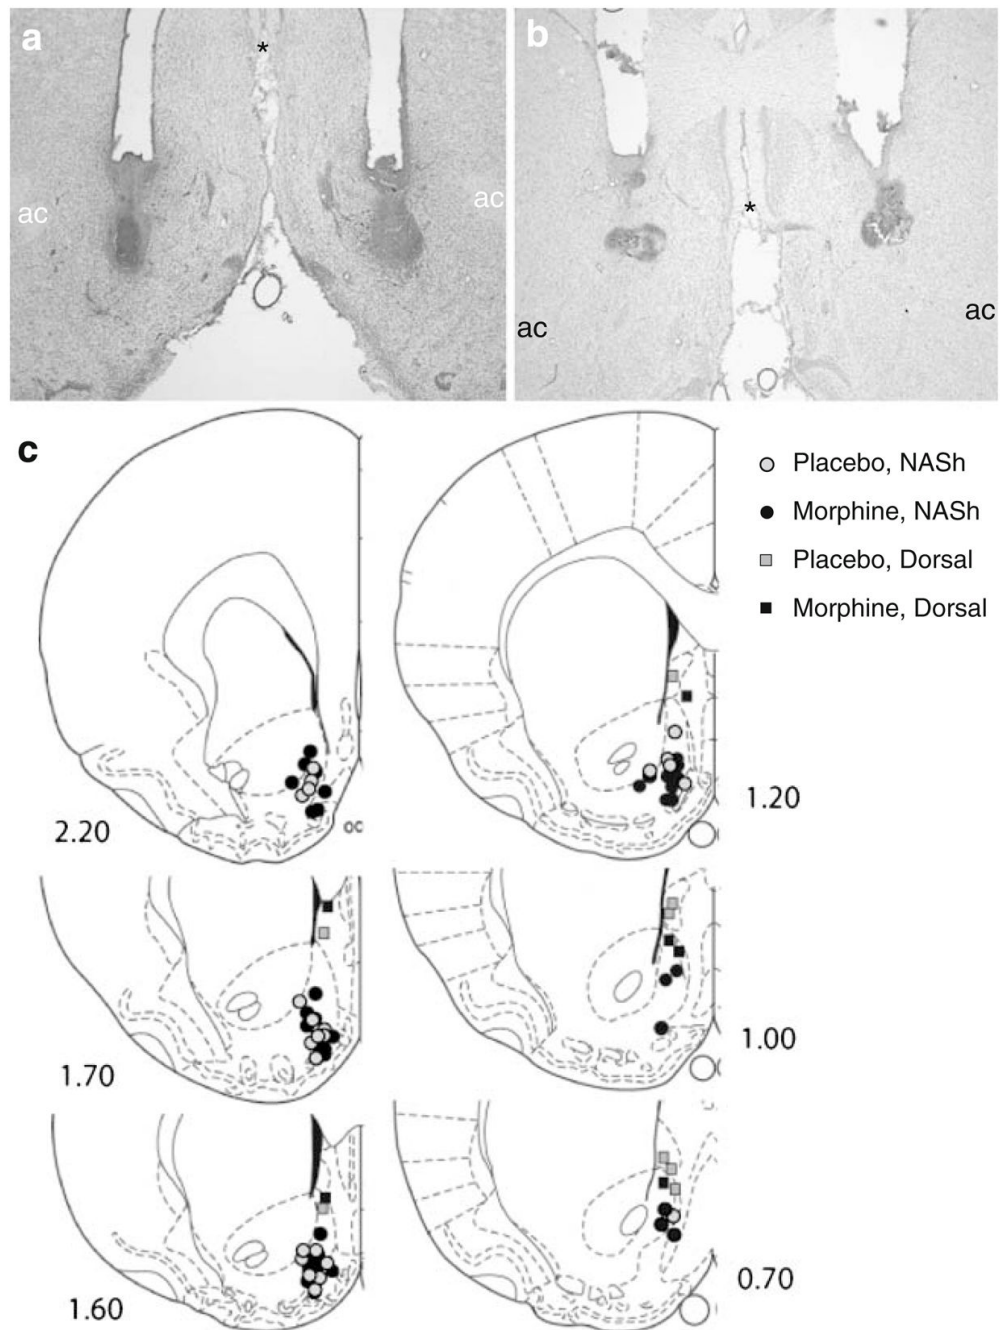 a
*
ac
ac
b
*
ac
ac
c
Placebo, NASh
Morphine, NASh
Placebo, Dorsal
Morphine, Dorsal
2.20
1.20
1.70
1.00
1.60
0.70